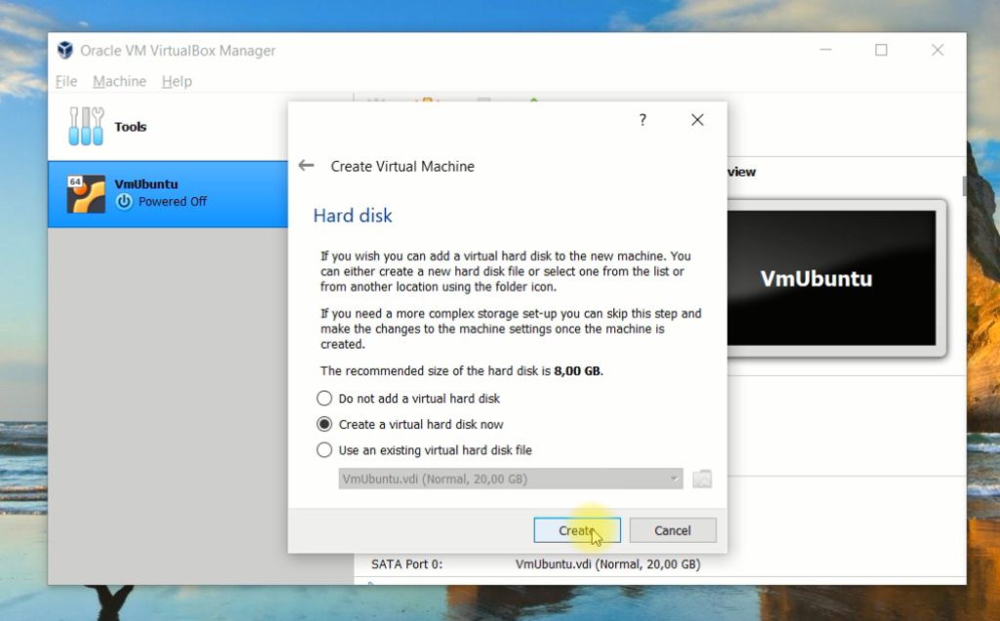 Oracle VM VirtualBox Manager
File Machine Help
Tools
64
VmUbuntu
Powered Off
?
Create Virtual Machine
Hard disk
If you wish you can add a virtual hard disk to the new machine. You
can either create a new hard disk file or select one from the list or
from another location using the folder icon.
If you need a more complex storage set-up you can skip this step and
make the changes to the machine settings once the machine is
created.
The recommended size of the hard disk is 8,00 GB.
Do not add a virtual hard disk
Create a virtual hard disk now
Use an existing virtual hard disk file
VmUbuntu.vdi (Normal, 20,00 GB)
Create Cancel
view
VmUbuntu
SATA Port 0: VmUbuntu.vdi (Normal, 20,00 GB)